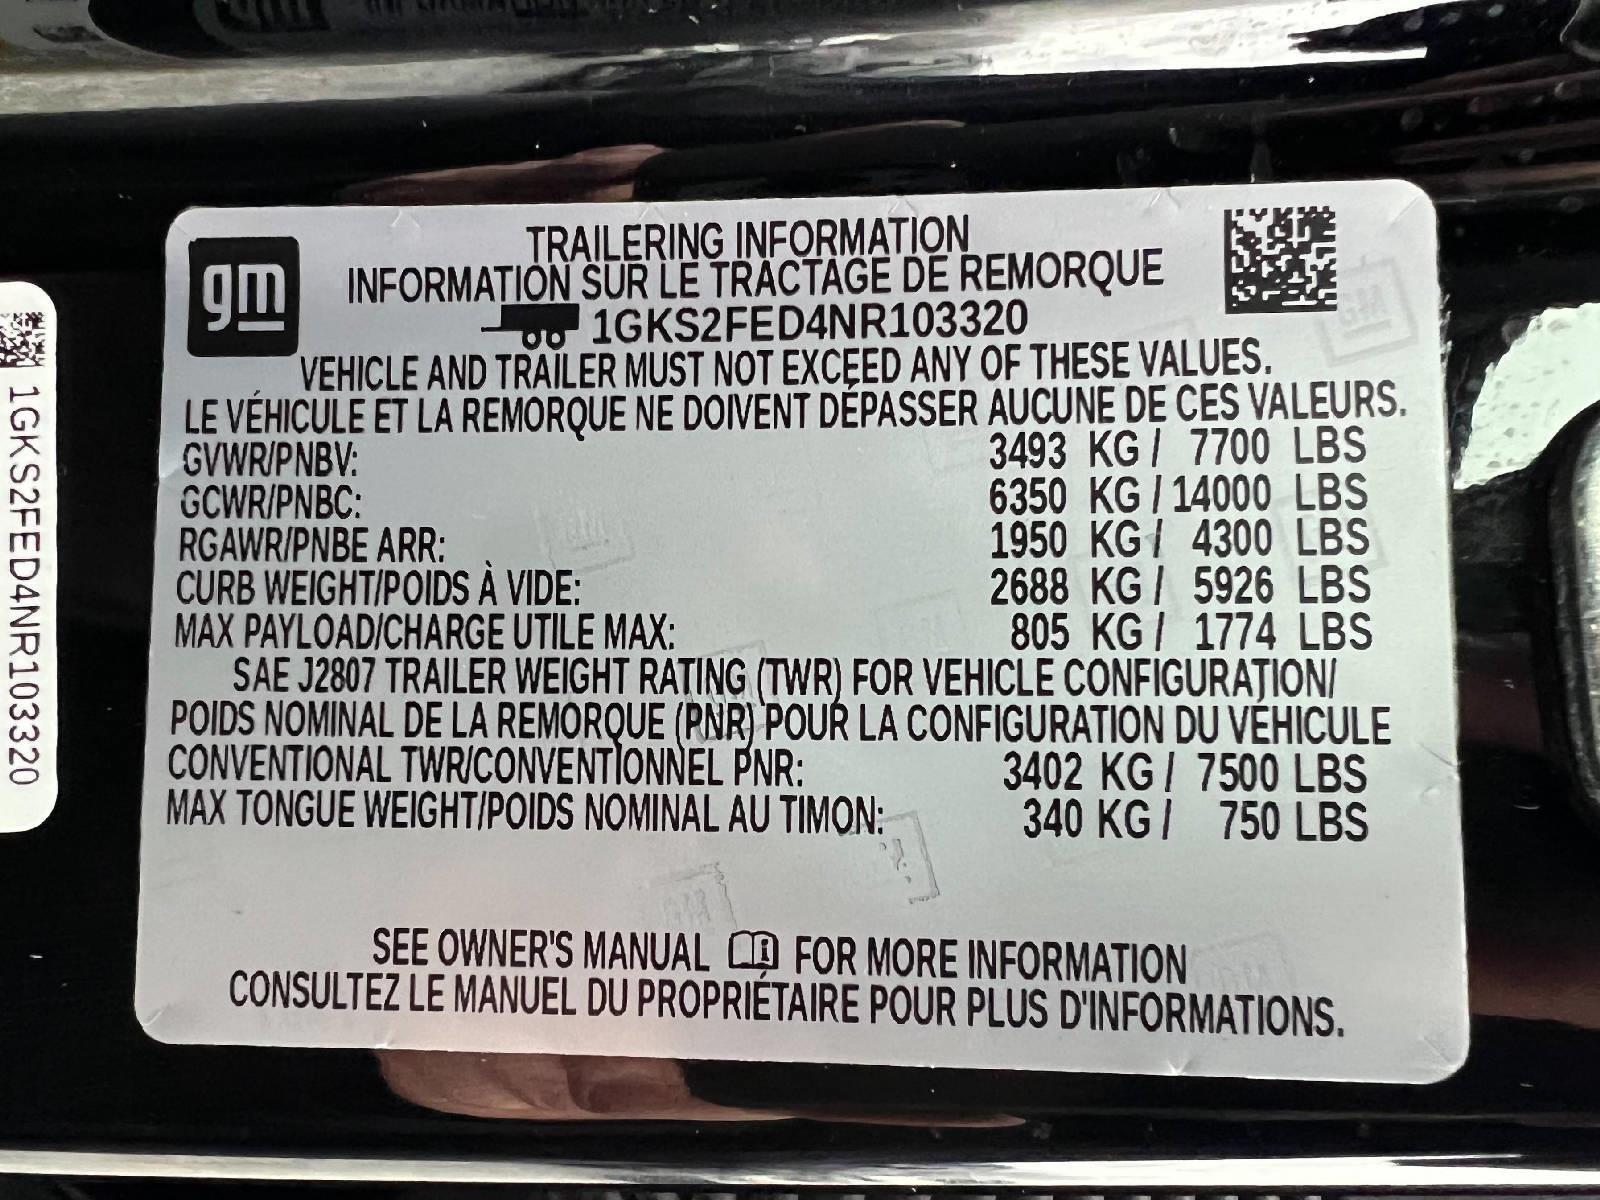 gm
TRAILERING INFORMATION
INFORMATION SUR LE TRACTAGE DE REMORQUE
1GKS2FED4NR103320
VEHICLE AND TRAILER MUST NOT EXCEED ANY OF THESE VALUES.
LE VÉHICULE ET LA REMORQUE NE DOIVENT DÉPASSER AUCUNE DE CES VALEURS.
GVWR/PNBV: 3493 KG / 7700 LBS
GCWR/PNBC: 6350 KG / 14000 LBS
RGAWR/PNBE ARR: 1950 KG / 4300 LBS
CURB WEIGHT/POIDS À VIDE: 2688 KG / 5926 LBS
MAX PAYLOAD/CHARGE UTILE MAX: 805 KG / 1774 LBS
SAE J2807 TRAILER WEIGHT RATING (TWR) FOR VEHICLE CONFIGURATION/
POIDS NOMINAL DE LA REMORQUE (PNR) POUR LA CONFIGURATION DU VÉHICULE
CONVENTIONAL TWR/CONVENTIONNEL PNR: 3402 KG / 7500 LBS
MAX TONGUE WEIGHT/POIDS NOMINAL AU TIMON: 340 KG / 750 LBS
SEE OWNER'S MANUAL FOR MORE INFORMATION
CONSULTEZ LE MANUEL DU PROPRIÉTAIRE POUR PLUS D'INFORMATIONS.
1GKS2FED4NR103320